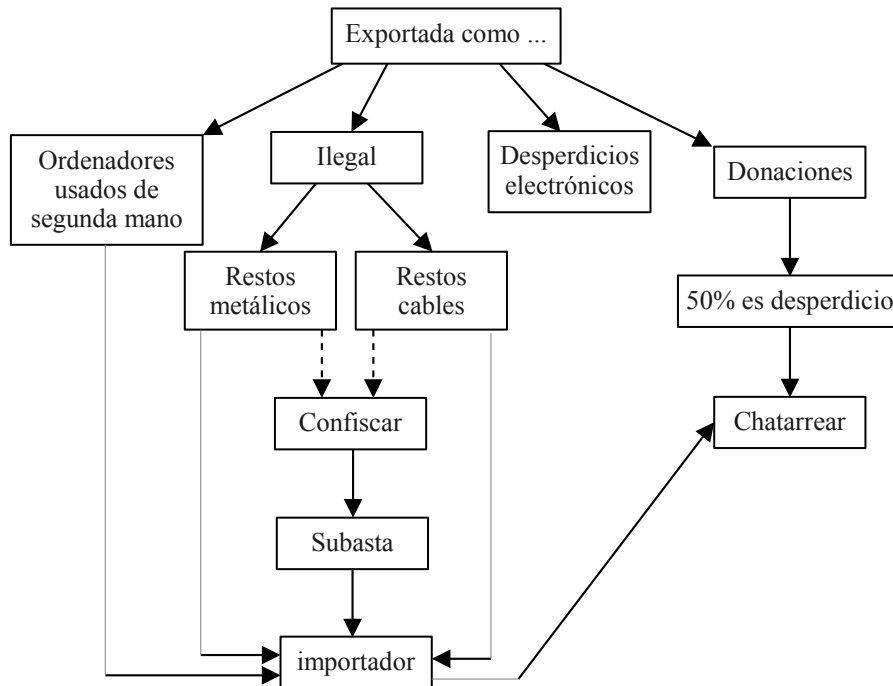 Exportada como ...
Ordenadores
usados de
segunda mano
Ilegal
Desperdicios
electrónicos
Donaciones
Restos
metálicos
Restos
cables
50% es desperdicio
Confiscar
Chatarrear
Subasta
importador